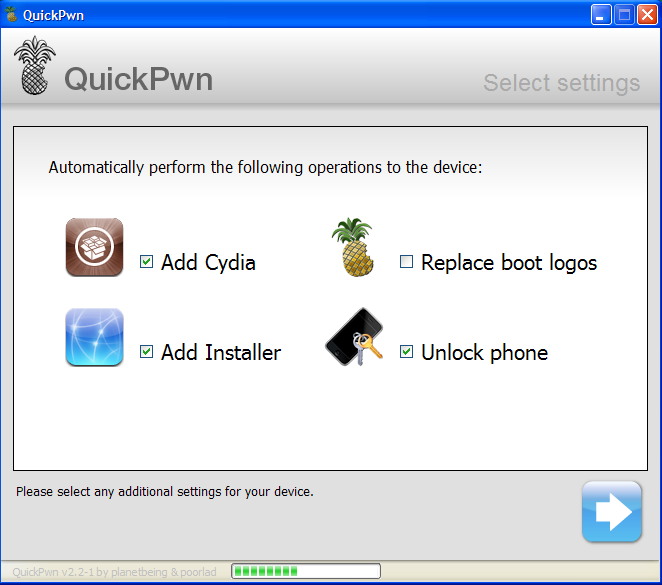 QuickPwn
QuickPwn
Select settings
Automatically perform the following operations to the device:
Add Cydia
Replace boot logos
Add Installer
Unlock phone
Please select any additional settings for your device.
QuickPwn v2.2-1 by planetbeing & poorlad